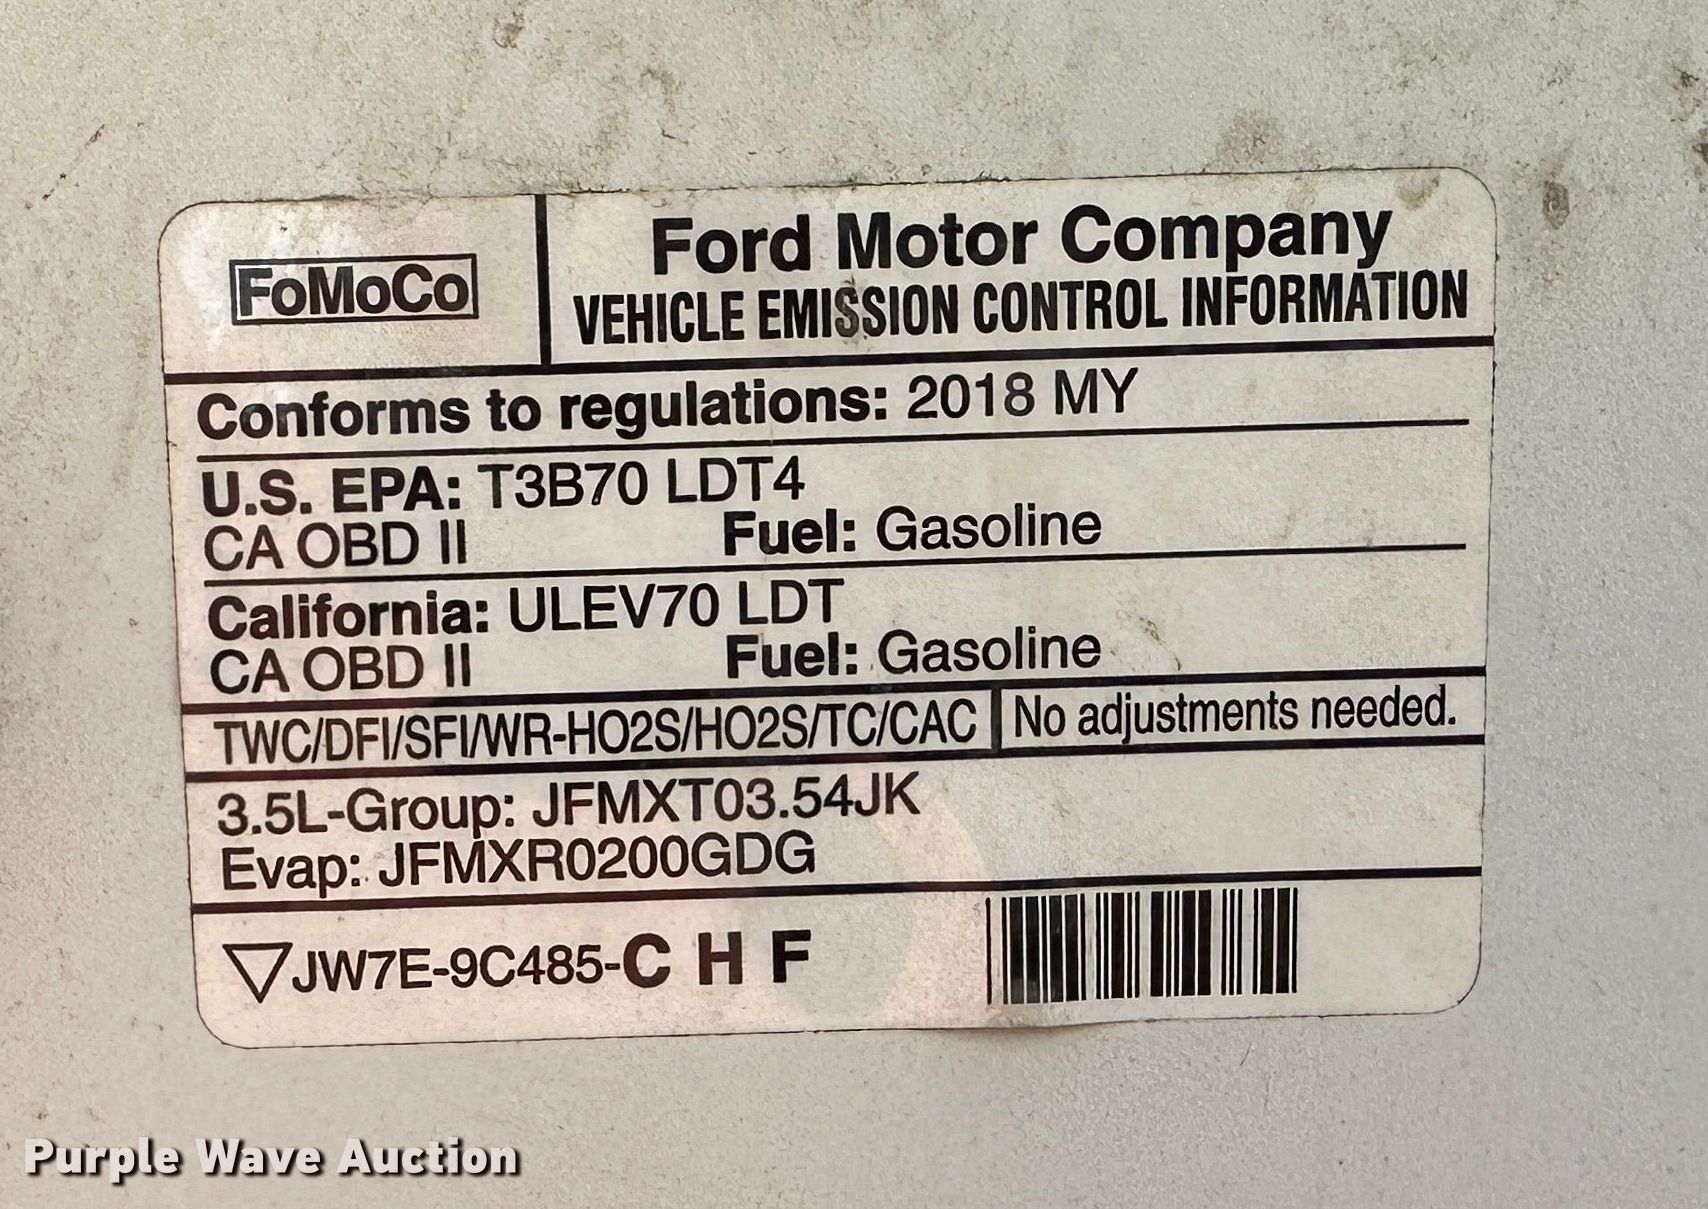 FoMoCo
Ford Motor Company
VEHICLE EMISSION CONTROL INFORMATION
Conforms to regulations: 2018 MY
U.S. EPA: T3B70 LDT4
CA OBD II Fuel: Gasoline
California: ULEV70 LDT
CA OBD II Fuel: Gasoline
TWC/DFI/SFI/WR-HO2S/HO2S/TC/CAC No adjustments needed.
3.5L-Group: JFMXT03.54JK
Evap: JFMXR0200GDG
JW7E-9C485-C H F
Purple Wave Auction